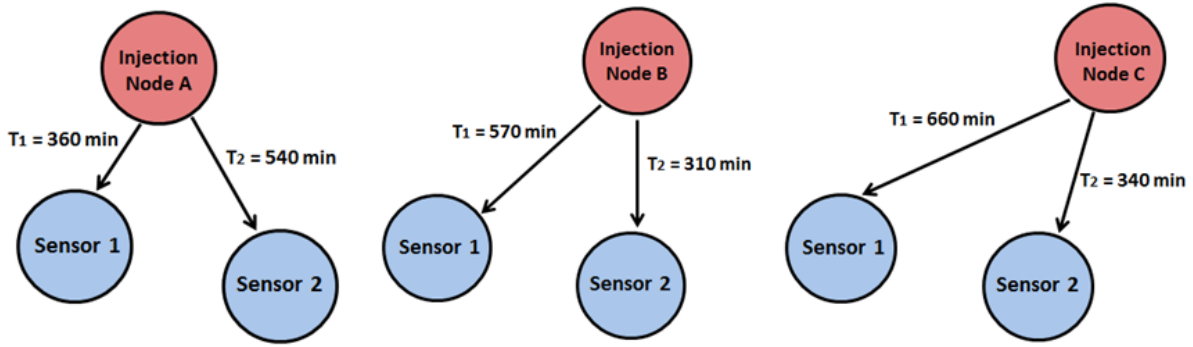 Injection
Node A
T1 = 360 min
T2 = 540 min
Sensor 1
Sensor 2
Injection
Node B
T1 = 570 min
T2 = 310 min
Sensor 1
Sensor 2
Injection
Node C
T1 = 660 min
T2 = 340 min
Sensor 1
Sensor 2